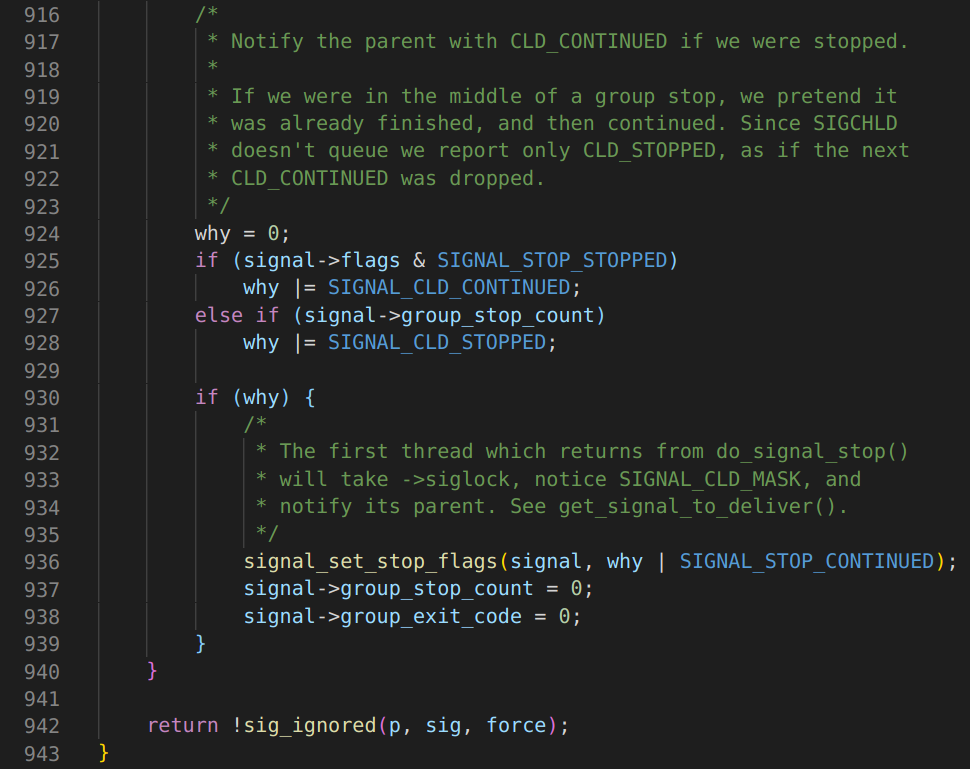 916 /*
917 * Notify the parent with CLD_CONTINUED if we were stopped.
918 *
919 * If we were in the middle of a group stop, we pretend it
920 * was already finished, and then continued. Since SIGCHLD
921 * doesn't queue we report only CLD_STOPPED, as if the next
922 * CLD_CONTINUED was dropped.
923 */
924 why = 0;
925 if (signal->flags & SIGNAL_STOP_STOPPED)
926 why |= SIGNAL_CLD_CONTINUED;
927 else if (signal->group_stop_count)
928 why |= SIGNAL_CLD_STOPPED;
929
930 if (why) {
931 /*
932 * The first thread which returns from do_signal_stop()
933 * will take ->siglock, notice SIGNAL_CLD_MASK, and
934 * notify its parent. See get_signal_to_deliver().
935 */
936 signal_set_stop_flags(signal, why | SIGNAL_STOP_CONTINUED);
937 signal->group_stop_count = 0;
938 signal->group_exit_code = 0;
939 }
940 }
941
942 return !sig_ignored(p, sig, force);
943 }